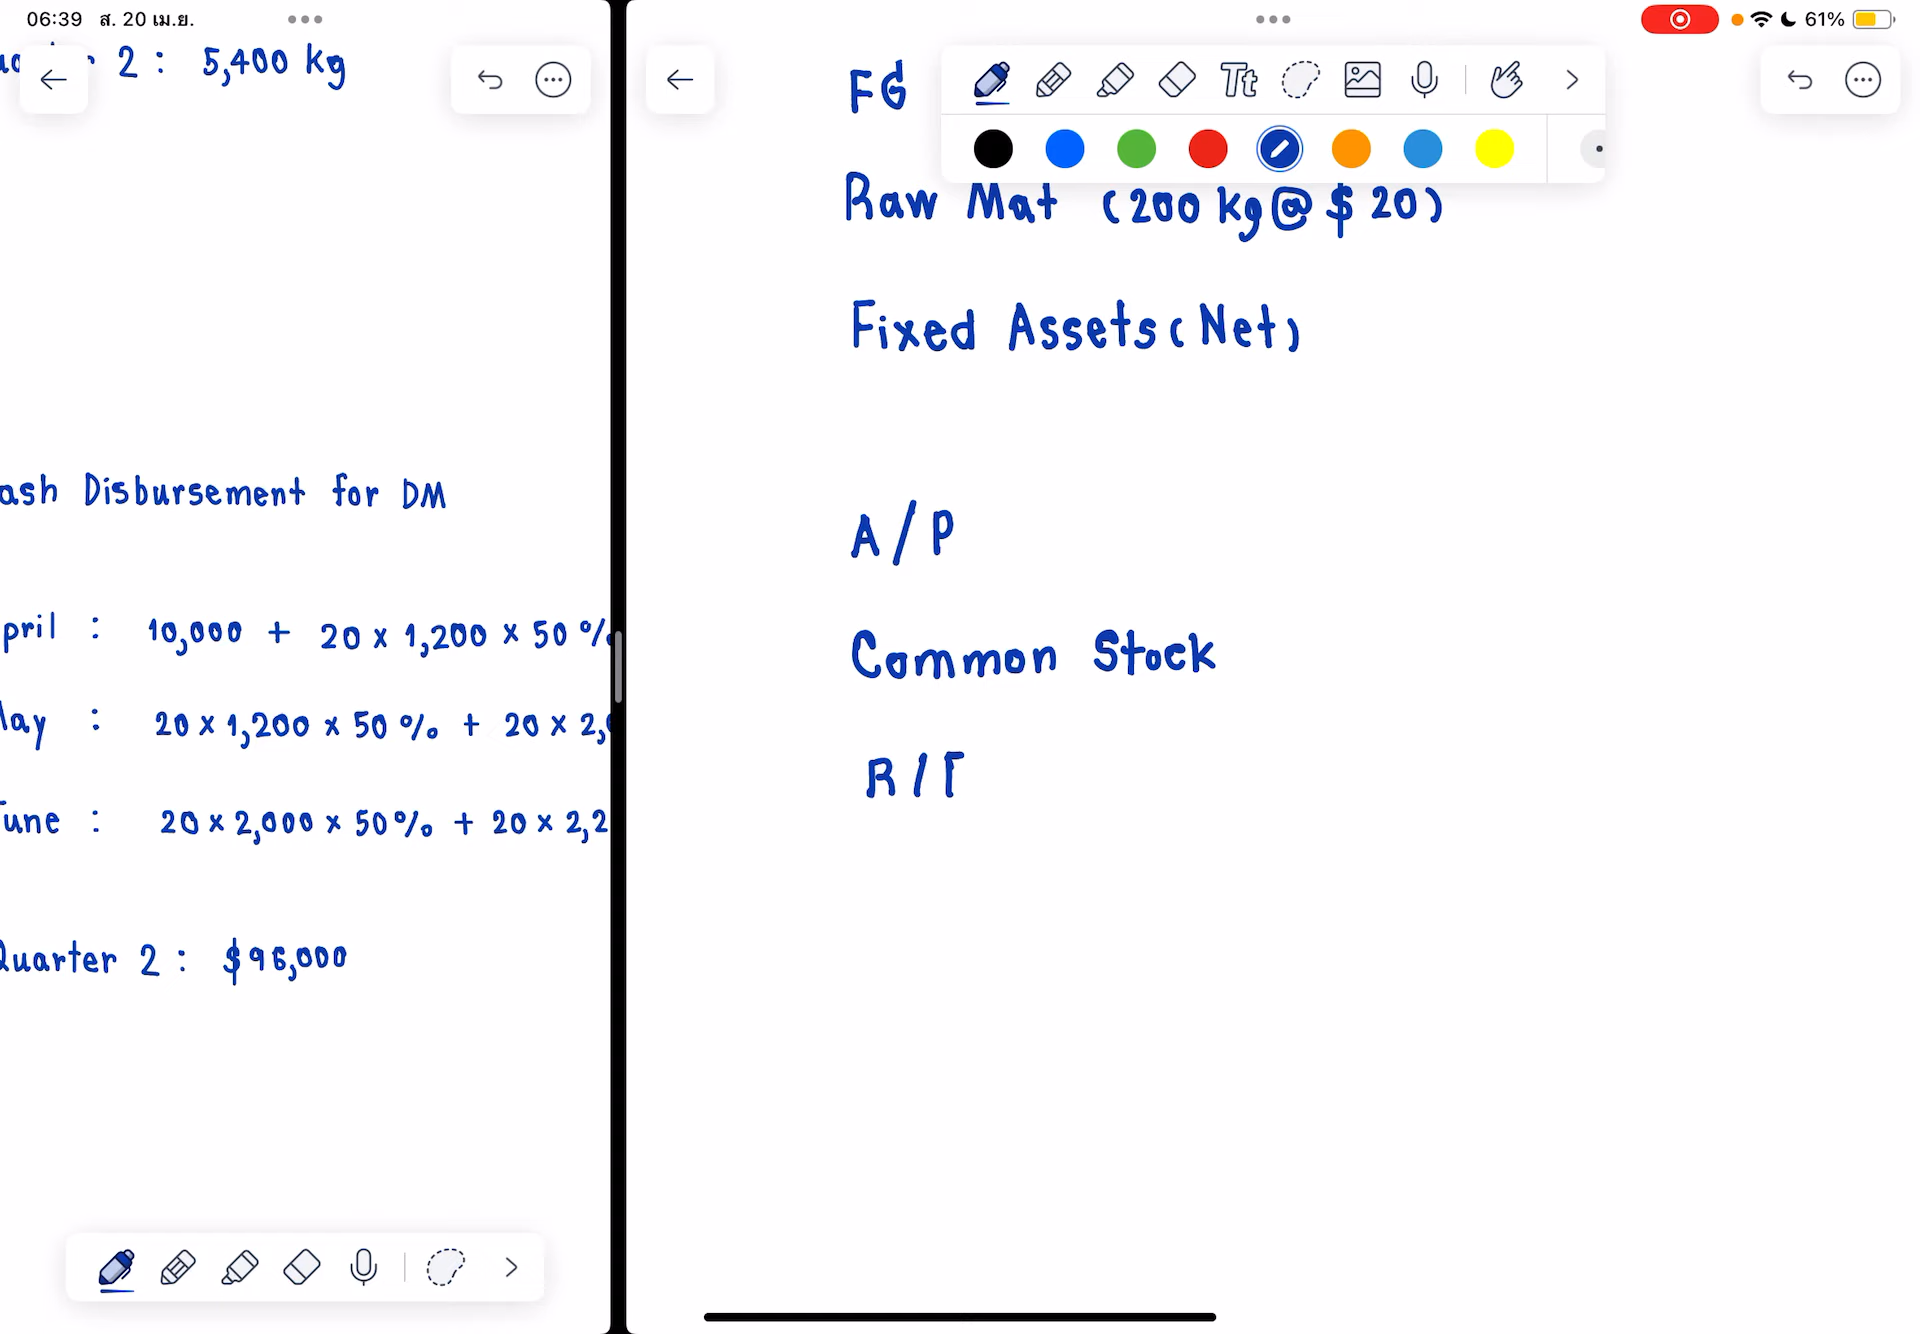 06:39 ส. 20 เม.ย.
61%
2 : 5,400 kg
ash Disbursement for DM
pril : 10,000 + 20 x 1,200 x 50 %
lay : 20 x 1,200 x 50 % + 20 x 2,
une : 20 x 2,000 x 50% + 20 x 2,2
Quarter 2 : $96,000
FG
Tt
Raw Mat (200 kg @ $ 20)
Fixed Assets (Net)
A/P
Common Stock
R/